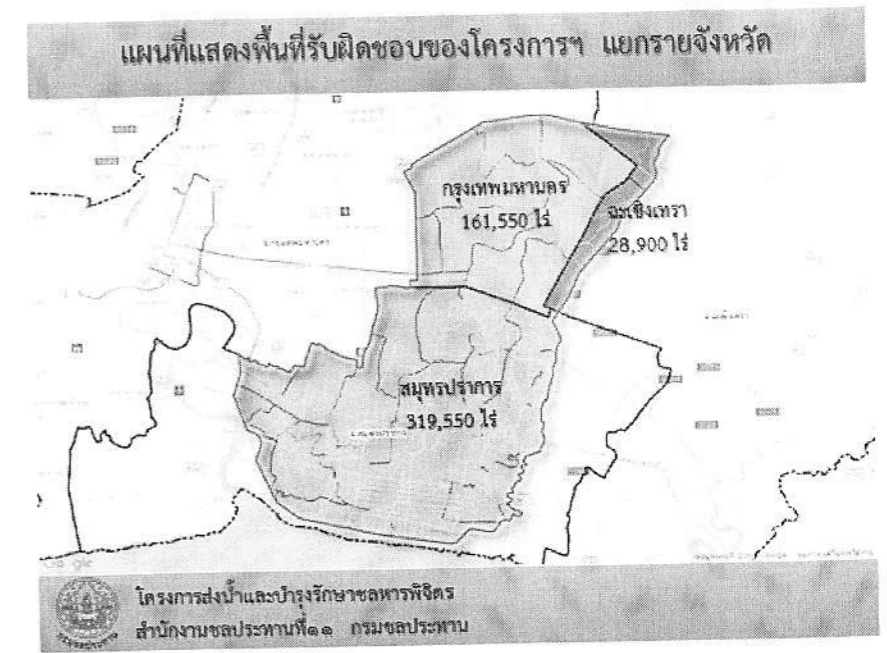 แผนที่แสดงพื้นที่รับผิดชอบของโครงการฯ แยกรายจังหวัด
กรุงเทพมหานคร
161,550 ไร่
ฉะเชิงเทรา
28,900 ไร่
สมุทรปราการ
319,550 ไร่
โครงการส่งน้ำและบำรุงรักษาชลหารพิจิตร
สำนักงานชลประทานที่๑๑ กรมชลประทาน